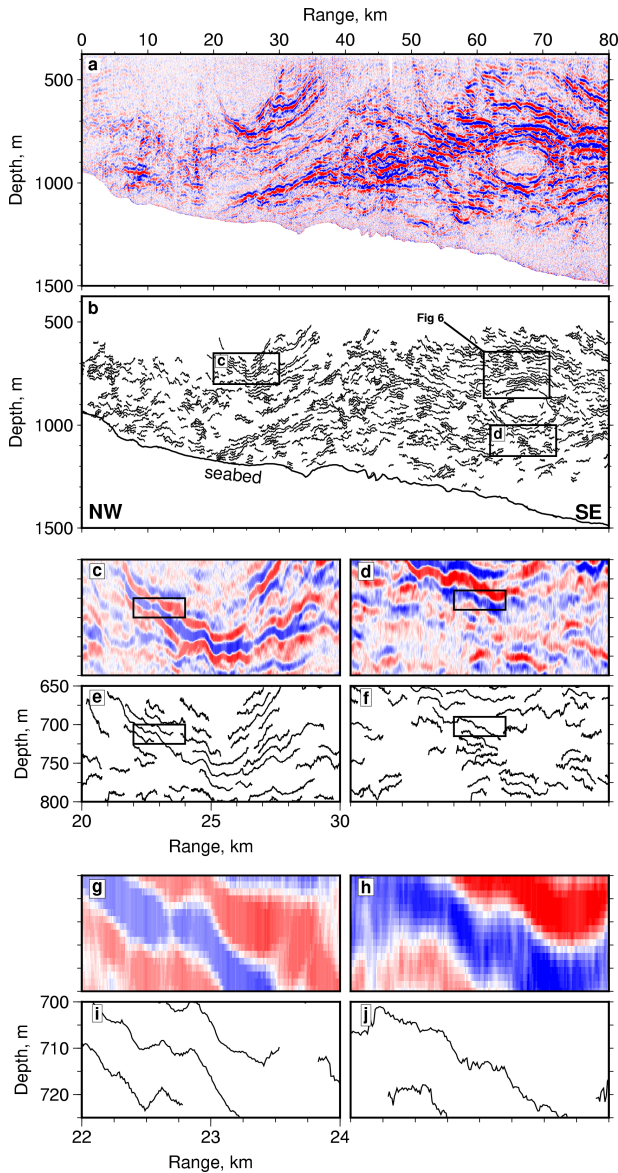 Range, km
0 10 20 30 40 50 60 70 80
a
500
1000
1500
Depth, m
b
Fig 6
500
c
1000
d
Depth, m
seabed
NW SE
1500
c d
e f
650
700
750
800
Depth, m
20 25 30
Range, km
g h
i j
700
710
720
Depth, m
22 23 24
Range, km